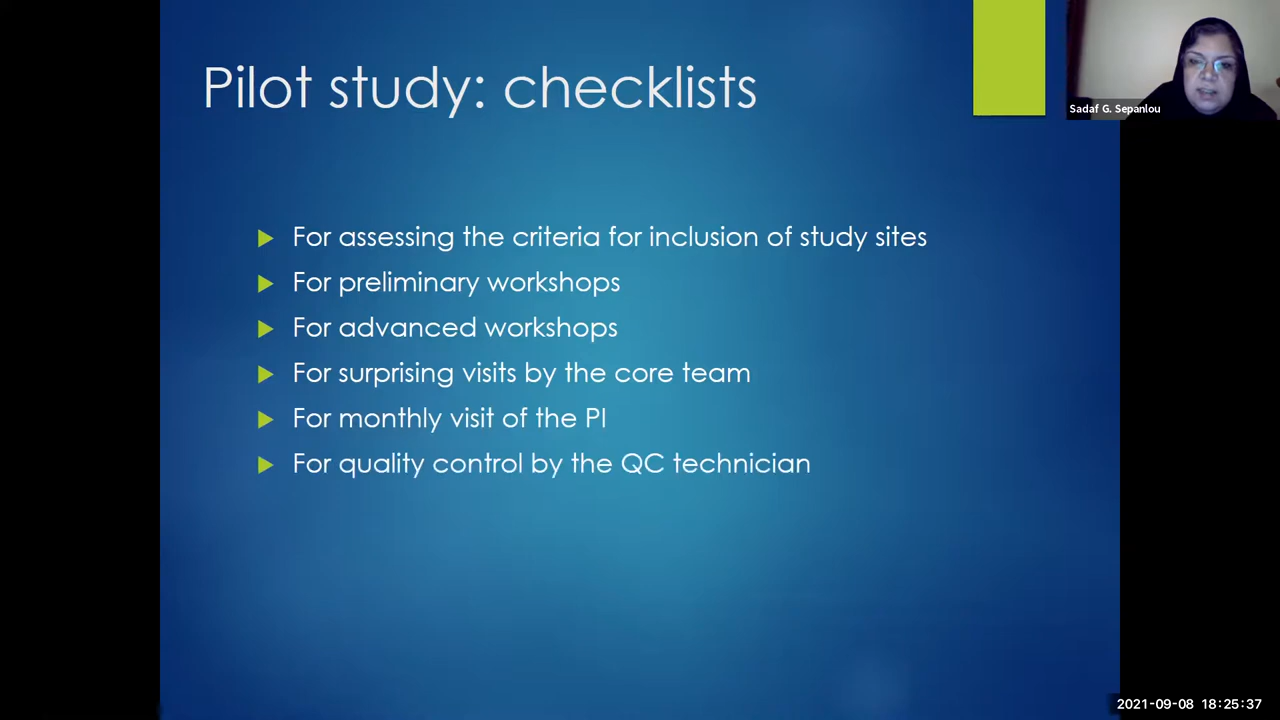 Pilot study: checklists
Sadaf G. Sepanlou
For assessing the criteria for inclusion of study sites
For preliminary workshops
For advanced workshops
For surprising visits by the core team
For monthly visit of the PI
For quality control by the QC technician
2021-09-08 18:25:37